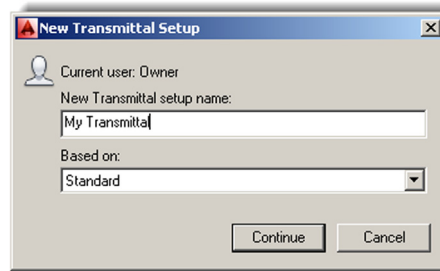 New Transmittal Setup
Current user: Owner
New Transmittal setup name:
My Transmittal
Based on:
Standard
Continue
Cancel